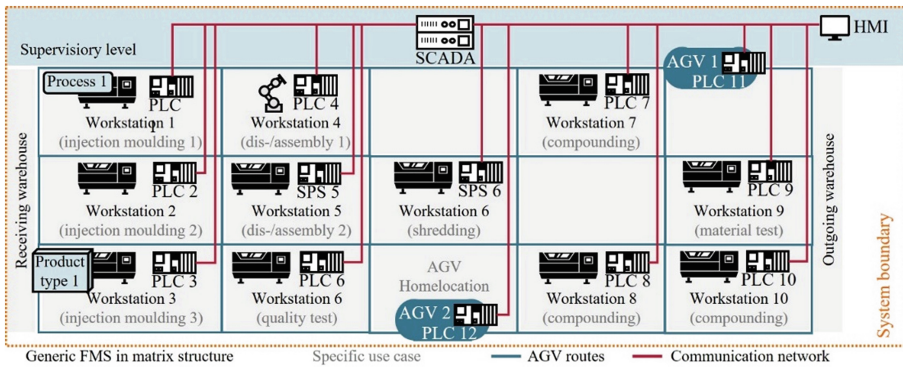 Supervisiory level
SCADA
HMI
AGV 1
PLC 11
Process 1
PLC
Workstation 1
(injection moulding 1)
PLC 4
Workstation 4
(dis-/assembly 1)
PLC 7
Workstation 7
(compounding)
Receiving warehouse
PLC 2
Workstation 2
(injection moulding 2)
SPS 5
Workstation 5
(dis-/assembly 2)
SPS 6
Workstation 6
(shredding)
PLC 9
Workstation 9
(material test)
Outgoing warehouse
System boundary
Product
type 1
PLC 3
Workstation 3
(injection moulding 3)
PLC 6
Workstation 6
(quality test)
AGV
Homelocation
AGV 2
PLC 12
PLC 8
Workstation 8
(compounding)
PLC 10
Workstation 10
(compounding)
Generic FMS in matrix structure
Specific use case
AGV routes
Communication network